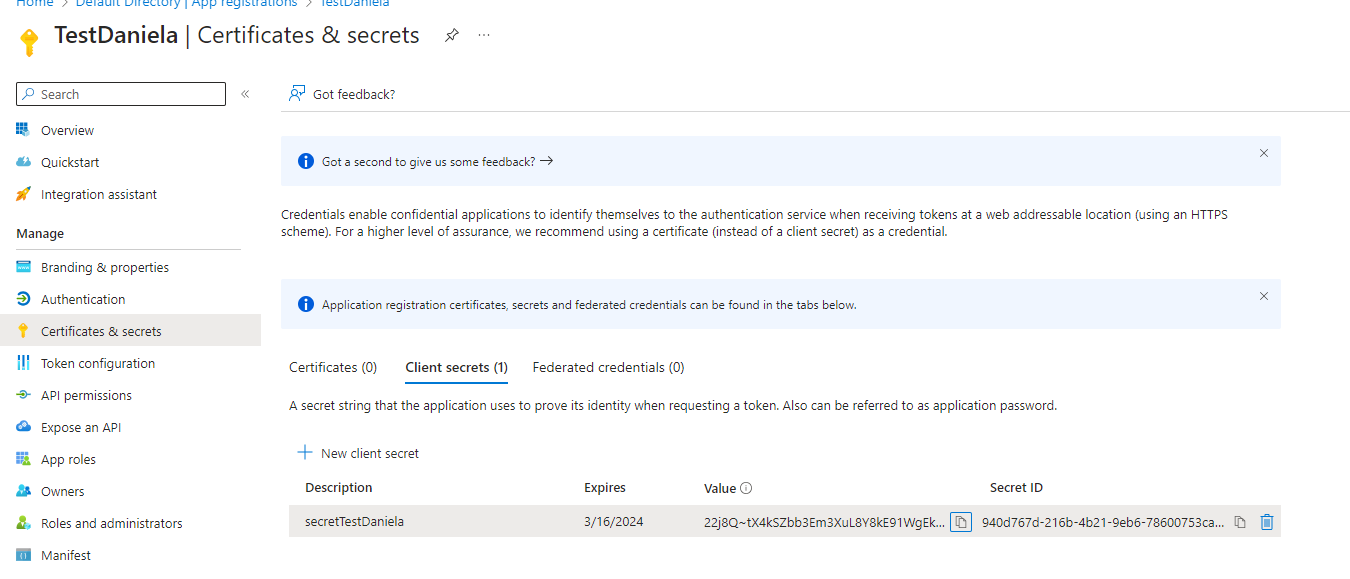 Home > Default Directory | App registrations > TestDaniela
TestDaniela | Certificates & secrets
Search
Got feedback?
Overview
Quickstart
Integration assistant
Manage
Branding & properties
Authentication
Certificates & secrets
Token configuration
API permissions
Expose an API
App roles
Owners
Roles and administrators
Manifest
Got a second to give us some feedback?
Credentials enable confidential applications to identify themselves to the authentication service when receiving tokens at a web addressable location (using an HTTPS
scheme). For a higher level of assurance, we recommend using a certificate (instead of a client secret) as a credential.
Application registration certificates, secrets and federated credentials can be found in the tabs below.
Certificates (0) Client secrets (1) Federated credentials (0)
A secret string that the application uses to prove its identity when requesting a token. Also can be referred to as application password.
New client secret
Description Expires Value Secret ID
secretTestDaniela 3/16/2024 22j8Q~tX4kSZbb3Em3XuL8Y8kE91WgEk... 940d767d-216b-4b21-9eb6-78600753ca...